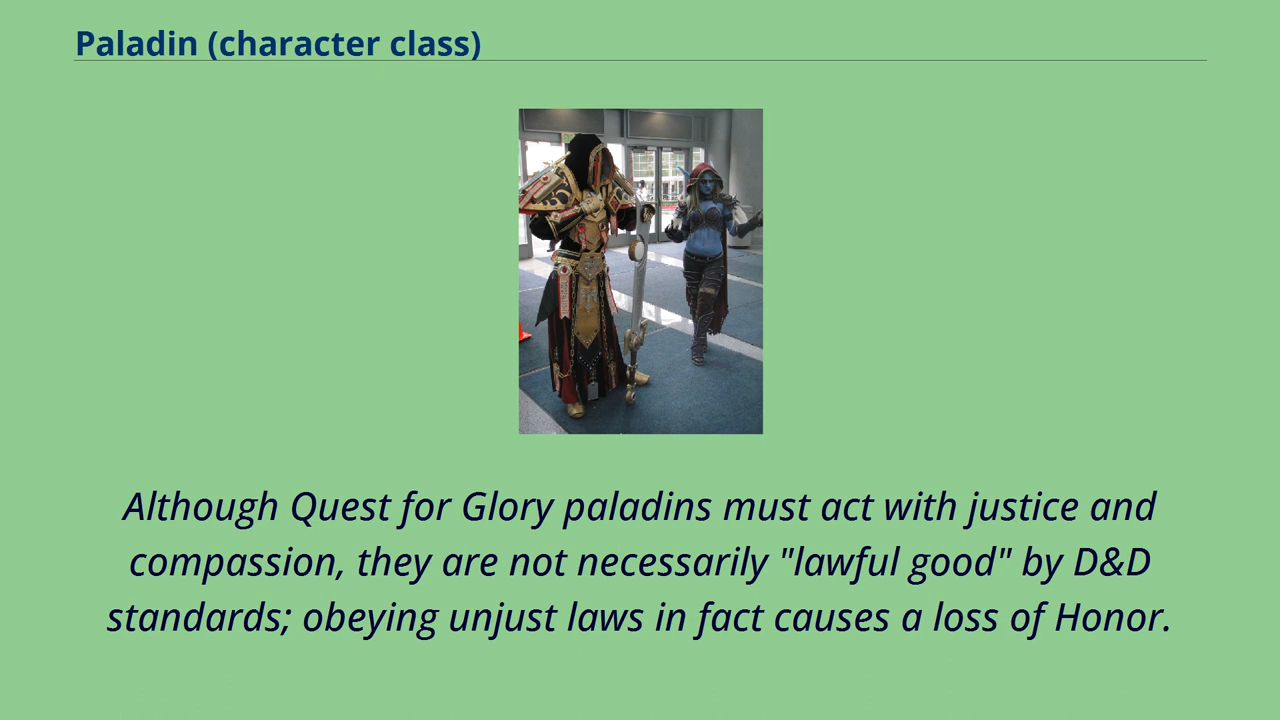 Paladin (character class)
Although Quest for Glory paladins must act with justice and
compassion, they are not necessarily "lawful good" by D&D
standards; obeying unjust laws in fact causes a loss of Honor.